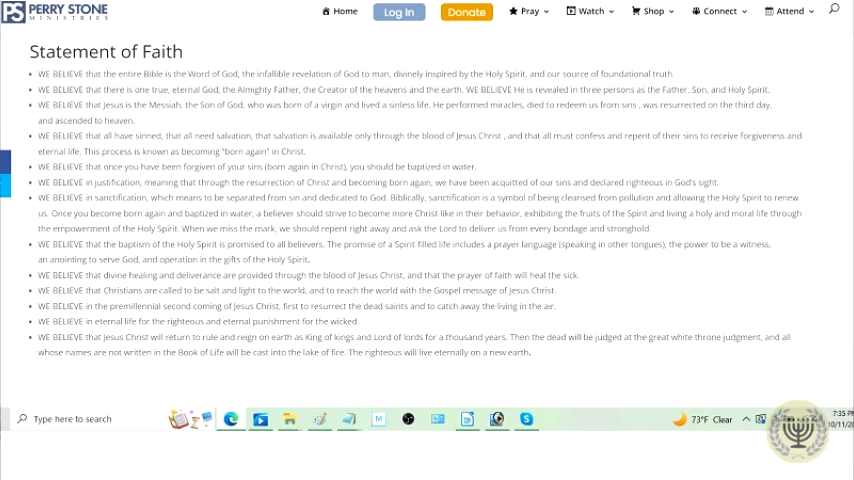 PS PERRY STONE
MINISTRIES
Home
Log In
Donate
Pray
Watch
Shop
Connect
Attend
Statement of Faith
WE BELIEVE that the entire Bible is the Word of God, the infallible revelation of God to man, divinely inspired by the Holy Spirit, and our source of foundational truth.
WE BELIEVE that there is one true, eternal God, the Almighty Father, the Creator of the heavens and the earth. WE BELIEVE He is revealed in three persons as the Father, Son, and Holy Spirit.
WE BELIEVE that Jesus is the Messiah, the Son of God, who was born of a virgin and lived a sinless life. He performed miracles, died to redeem us from sins , was resurrected on the third day,
and ascended to heaven.
WE BELIEVE that all have sinned, that all need salvation, that salvation is available only through the blood of Jesus Christ , and that all must confess and repent of their sins to receive forgiveness and
eternal life. This process is known as becoming "born again" in Christ.
WE BELIEVE that once you have been forgiven of your sins (born again in Christ), you should be baptized in water.
WE BELIEVE in justification, meaning that through the resurrection of Christ and becoming born again, we have been acquitted of our sins and declared righteous in God's sight.
WE BELIEVE in sanctification, which means to be separated from sin and dedicated to God. Biblically, sanctification is a symbol of being cleansed from pollution and allowing the Holy Spirit to renew
us. Once you become born again and baptized in water, a believer should strive to become more Christ like in their behavior, exhibiting the fruits of the Spirit and living a holy and moral life through
the empowerment of the Holy Spirit. When we miss the mark, we should repent right away and ask the Lord to deliver us from every bondage and stronghold.
WE BELIEVE that the baptism of the Holy Spirit is promised to all believers. The promise of a Spirit-filled life includes a prayer language (speaking in other tongues), the power to be a witness,
an anointing to serve God, and operation in the gifts of the Holy Spirit.
WE BELIEVE that divine healing and deliverance are provided through the blood of Jesus Christ, and that the prayer of faith will heal the sick.
WE BELIEVE that Christians are called to be salt and light to the world, and to reach the world with the Gospel message of Jesus Christ.
WE BELIEVE in the premillennial second coming of Jesus Christ, first to resurrect the dead saints and to catch away the living in the air.
WE BELIEVE in eternal life for the righteous and eternal punishment for the wicked.
WE BELIEVE that Jesus Christ will return to rule and reign on earth as King of kings and Lord of lords for a thousand years. Then the dead will be judged at the great white throne judgment, and all
whose names are not written in the Book of Life will be cast into the lake of fire. The righteous will live eternally on a new earth.
Type here to search
M
S
73°F Clear
7:35 PM
10/11/20